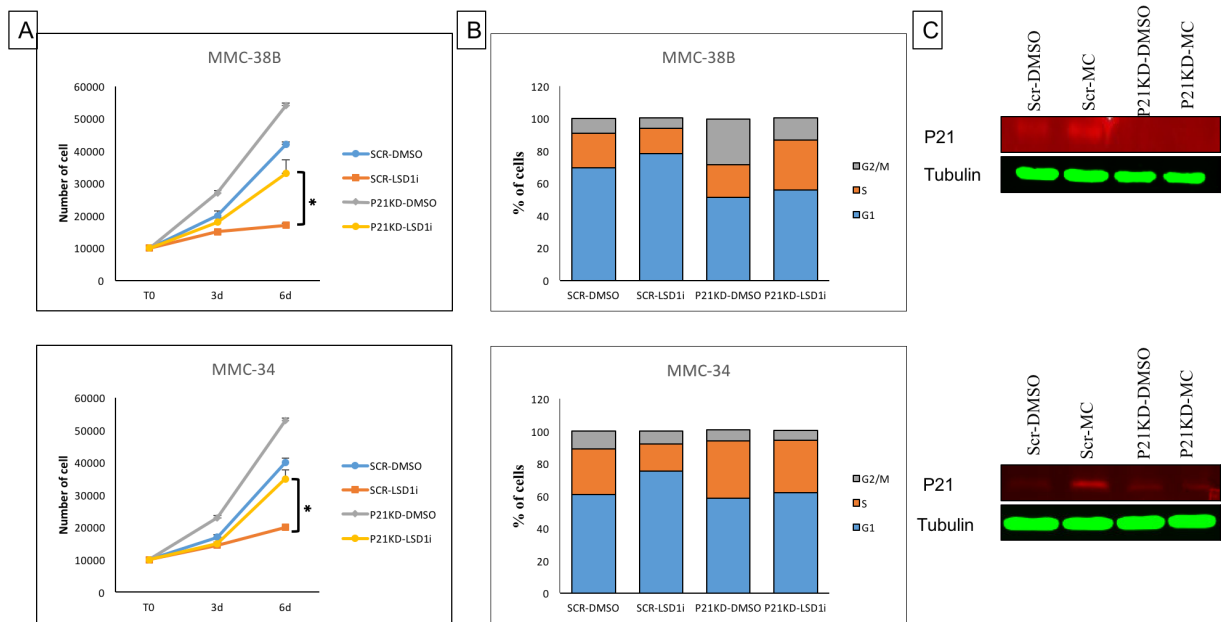 A
MMC-38B
Number of cell
60000
50000
40000
30000
20000
10000
0
T0 3d 6d
*
SCR-DMSO
SCR-LSD1i
P21KD-DMSO
P21KD-LSD1i
B
MMC-38B
% of cells
120
100
80
60
40
20
0
SCR-DMSO SCR-LSD1i P21KD-DMSO P21KD-LSD1i
G2/M
S
G1
C
Scr-DMSO
Scr-MC
P21KD-DMSO
P21KD-MC
P21
Tubulin
MMC-34
Number of cell
60000
50000
40000
30000
20000
10000
0
T0 3d 6d
*
SCR-DMSO
SCR-LSD1i
P21KD-DMSO
P21KD-LSD1i
MMC-34
% of cells
120
100
80
60
40
20
0
SCR-DMSO SCR-LSD1i P21KD-DMSO P21KD-LSD1i
G2/M
S
G1
Scr-DMSO
Scr-MC
P21KD-DMSO
P21KD-MC
P21
Tubulin